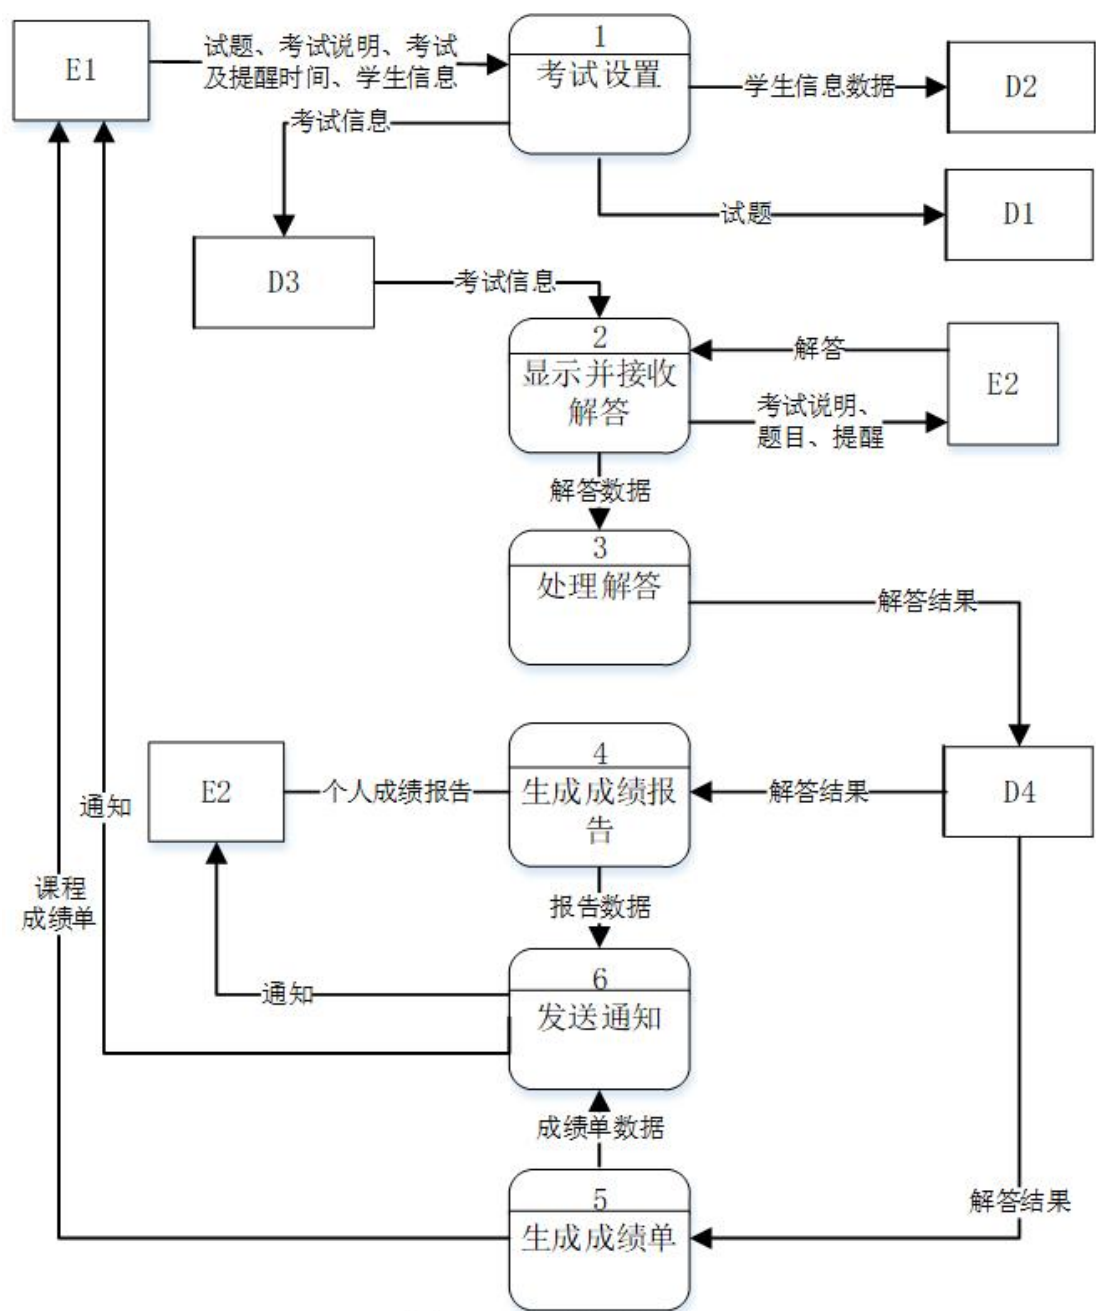 E1
试题、考试说明、考试
及提醒时间、学生信息
1
考试设置
学生信息数据
D2
考试信息
试题
D1
D3
考试信息
2
显示并接收
解答
解答
E2
考试说明、
题目、提醒
解答数据
3
处理解答
解答结果
4
生成成绩报
告
E2
个人成绩报告
解答结果
D4
通知
课程
成绩单
报告数据
6
发送通知
通知
成绩单数据
5
生成成绩单
解答结果